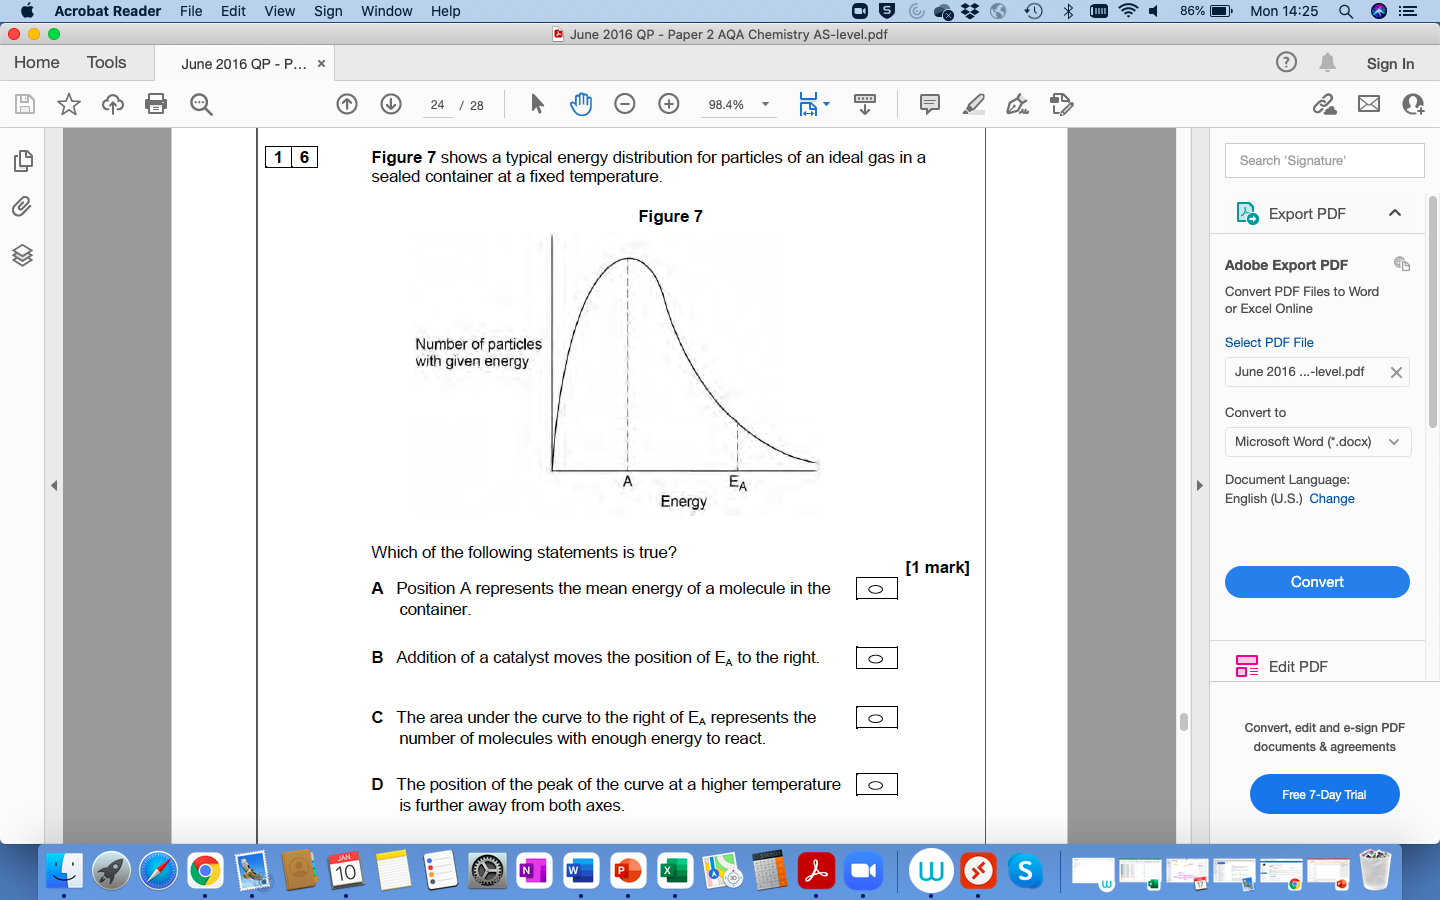 Acrobat Reader File Edit View Sign Window Help 86% Mon 14:25
June 2016 QP - Paper 2 AQA Chemistry AS-level.pdf
Home Tools June 2016 QP - P... × Sign In
24 / 28 98.4%
1 6 Figure 7 shows a typical energy distribution for particles of an ideal gas in a
sealed container at a fixed temperature.
Figure 7
Number of particles
with given energy
A EA
Energy
Which of the following statements is true?
[1 mark]
A Position A represents the mean energy of a molecule in the
container.
B Addition of a catalyst moves the position of EA to the right.
C The area under the curve to the right of EA represents the
number of molecules with enough energy to react.
D The position of the peak of the curve at a higher temperature
is further away from both axes.
Search 'Signature'
Export PDF
Adobe Export PDF
Convert PDF Files to Word
or Excel Online
Select PDF File
June 2016 ...-level.pdf
Convert to
Microsoft Word (*.docx)
Document Language:
English (U.S.) Change
Convert
Edit PDF
Convert, edit and e-sign PDF
documents & agreements
Free 7-Day Trial
JAN
10